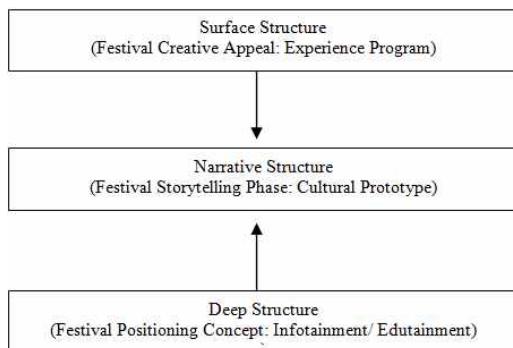 Surface Structure
(Festival Creative Appeal: Experience Program)
Narrative Structure
(Festival Storytelling Phase: Cultural Prototype)
Deep Structure
(Festival Positioning Concept: Infotainment/ Edutainment)